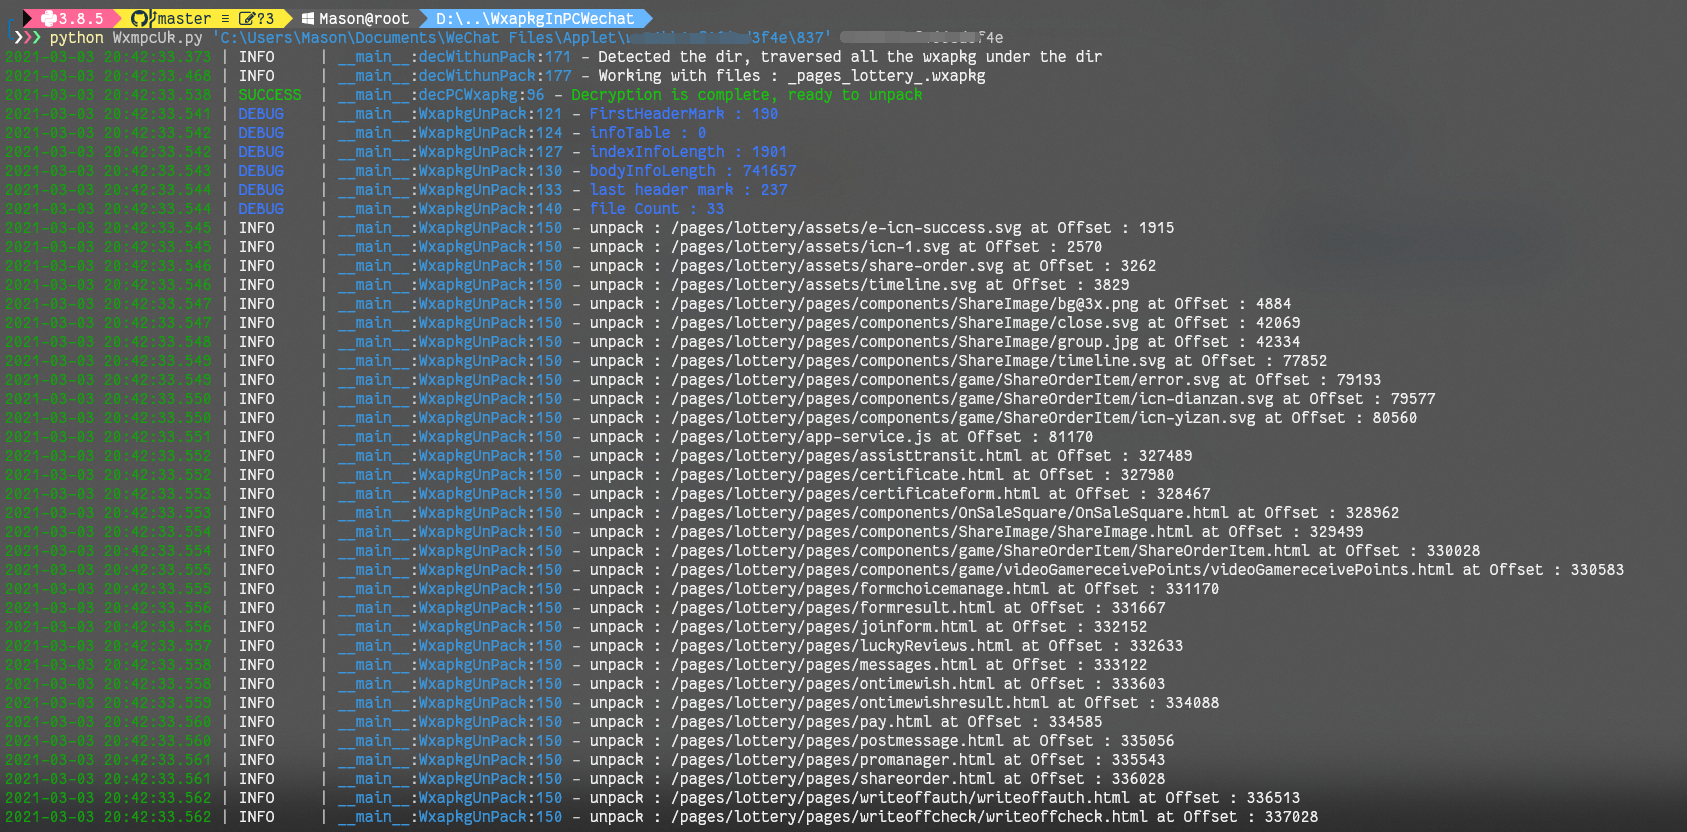 3.8.5 master ≡ ?3 Mason@root D:\..\WxapkgInPCWechat
❯❯❯ python WxmpcUk.py 'C:\Users\Mason\Documents\WeChat Files\Applet\ 3f4e\837' 4e
2021-03-03 20:42:33.373 | INFO | __main__:decWithunPack:171 - Detected the dir, traversed all the wxapkg under the dir
2021-03-03 20:42:33.468 | INFO | __main__:decWithunPack:177 - Working with files : _pages_lottery_.wxapkg
2021-03-03 20:42:33.538 | SUCCESS | __main__:decPCWxapkg:96 - Decryption is complete, ready to unpack
2021-03-03 20:42:33.541 | DEBUG | __main__:WxapkgUnPack:121 - FirstHeaderMark : 190
2021-03-03 20:42:33.542 | DEBUG | __main__:WxapkgUnPack:124 - infoTable : 0
2021-03-03 20:42:33.542 | DEBUG | __main__:WxapkgUnPack:127 - indexInfoLength : 1901
2021-03-03 20:42:33.543 | DEBUG | __main__:WxapkgUnPack:130 - bodyInfoLength : 741657
2021-03-03 20:42:33.544 | DEBUG | __main__:WxapkgUnPack:133 - last header mark : 237
2021-03-03 20:42:33.544 | DEBUG | __main__:WxapkgUnPack:140 - file Count : 33
2021-03-03 20:42:33.545 | INFO | __main__:WxapkgUnPack:150 - unpack : /pages/lottery/assets/e-icn-success.svg at Offset : 1915
2021-03-03 20:42:33.545 | INFO | __main__:WxapkgUnPack:150 - unpack : /pages/lottery/assets/icn-1.svg at Offset : 2570
2021-03-03 20:42:33.546 | INFO | __main__:WxapkgUnPack:150 - unpack : /pages/lottery/assets/share-order.svg at Offset : 3262
2021-03-03 20:42:33.546 | INFO | __main__:WxapkgUnPack:150 - unpack : /pages/lottery/assets/timeline.svg at Offset : 3829
2021-03-03 20:42:33.547 | INFO | __main__:WxapkgUnPack:150 - unpack : /pages/lottery/pages/components/ShareImage/bg@3x.png at Offset : 4884
2021-03-03 20:42:33.547 | INFO | __main__:WxapkgUnPack:150 - unpack : /pages/lottery/pages/components/ShareImage/close.svg at Offset : 42069
2021-03-03 20:42:33.548 | INFO | __main__:WxapkgUnPack:150 - unpack : /pages/lottery/pages/components/ShareImage/group.jpg at Offset : 42334
2021-03-03 20:42:33.549 | INFO | __main__:WxapkgUnPack:150 - unpack : /pages/lottery/pages/components/ShareImage/timeline.svg at Offset : 77852
2021-03-03 20:42:33.549 | INFO | __main__:WxapkgUnPack:150 - unpack : /pages/lottery/pages/components/game/ShareOrderItem/error.svg at Offset : 79193
2021-03-03 20:42:33.550 | INFO | __main__:WxapkgUnPack:150 - unpack : /pages/lottery/pages/components/game/ShareOrderItem/icn-dianzan.svg at Offset : 79577
2021-03-03 20:42:33.550 | INFO | __main__:WxapkgUnPack:150 - unpack : /pages/lottery/pages/components/game/ShareOrderItem/icn-yizan.svg at Offset : 80560
2021-03-03 20:42:33.551 | INFO | __main__:WxapkgUnPack:150 - unpack : /pages/lottery/app-service.js at Offset : 81170
2021-03-03 20:42:33.552 | INFO | __main__:WxapkgUnPack:150 - unpack : /pages/lottery/pages/assisttransit.html at Offset : 327489
2021-03-03 20:42:33.552 | INFO | __main__:WxapkgUnPack:150 - unpack : /pages/lottery/pages/certificate.html at Offset : 327980
2021-03-03 20:42:33.553 | INFO | __main__:WxapkgUnPack:150 - unpack : /pages/lottery/pages/certificateform.html at Offset : 328467
2021-03-03 20:42:33.553 | INFO | __main__:WxapkgUnPack:150 - unpack : /pages/lottery/pages/components/OnSaleSquare/OnSaleSquare.html at Offset : 328962
2021-03-03 20:42:33.554 | INFO | __main__:WxapkgUnPack:150 - unpack : /pages/lottery/pages/components/ShareImage/ShareImage.html at Offset : 329499
2021-03-03 20:42:33.554 | INFO | __main__:WxapkgUnPack:150 - unpack : /pages/lottery/pages/components/game/ShareOrderItem/ShareOrderItem.html at Offset : 330028
2021-03-03 20:42:33.555 | INFO | __main__:WxapkgUnPack:150 - unpack : /pages/lottery/pages/components/game/videoGamereceivePoints/videoGamereceivePoints.html at Offset : 330583
2021-03-03 20:42:33.555 | INFO | __main__:WxapkgUnPack:150 - unpack : /pages/lottery/pages/formchoicemanage.html at Offset : 331170
2021-03-03 20:42:33.556 | INFO | __main__:WxapkgUnPack:150 - unpack : /pages/lottery/pages/formresult.html at Offset : 331667
2021-03-03 20:42:33.556 | INFO | __main__:WxapkgUnPack:150 - unpack : /pages/lottery/pages/joinform.html at Offset : 332152
2021-03-03 20:42:33.557 | INFO | __main__:WxapkgUnPack:150 - unpack : /pages/lottery/pages/luckyReviews.html at Offset : 332633
2021-03-03 20:42:33.558 | INFO | __main__:WxapkgUnPack:150 - unpack : /pages/lottery/pages/messages.html at Offset : 333122
2021-03-03 20:42:33.558 | INFO | __main__:WxapkgUnPack:150 - unpack : /pages/lottery/pages/ontimewish.html at Offset : 333603
2021-03-03 20:42:33.559 | INFO | __main__:WxapkgUnPack:150 - unpack : /pages/lottery/pages/ontimewishresult.html at Offset : 334088
2021-03-03 20:42:33.560 | INFO | __main__:WxapkgUnPack:150 - unpack : /pages/lottery/pages/pay.html at Offset : 334585
2021-03-03 20:42:33.560 | INFO | __main__:WxapkgUnPack:150 - unpack : /pages/lottery/pages/postmessage.html at Offset : 335056
2021-03-03 20:42:33.561 | INFO | __main__:WxapkgUnPack:150 - unpack : /pages/lottery/pages/promanager.html at Offset : 335543
2021-03-03 20:42:33.561 | INFO | __main__:WxapkgUnPack:150 - unpack : /pages/lottery/pages/shareorder.html at Offset : 336028
2021-03-03 20:42:33.562 | INFO | __main__:WxapkgUnPack:150 - unpack : /pages/lottery/pages/writeoffauth/writeoffauth.html at Offset : 336513
2021-03-03 20:42:33.562 | INFO | __main__:WxapkgUnPack:150 - unpack : /pages/lottery/pages/writeoffcheck/writeoffcheck.html at Offset : 337028